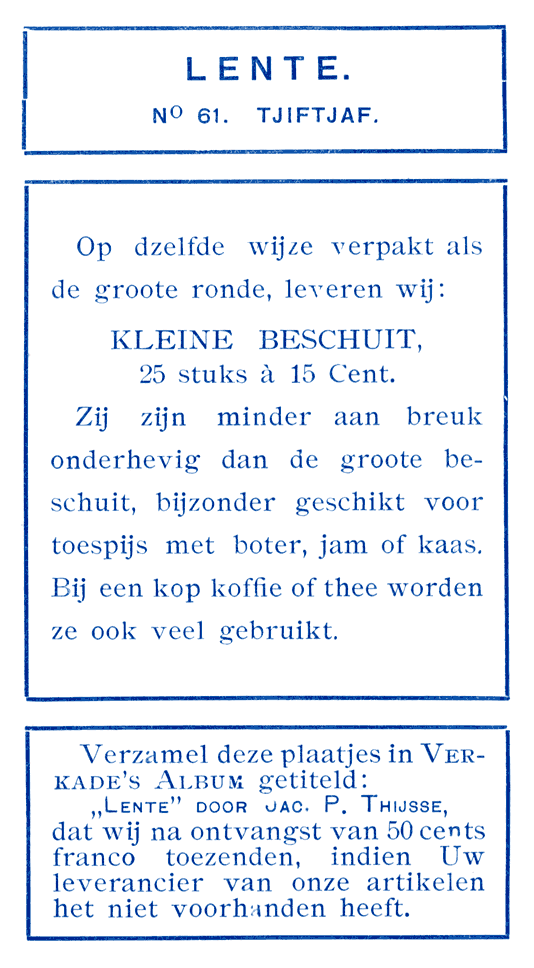 LENTE.
No 61. TJIFTJAF.
Op dzelfde wijze verpakt als
de groote ronde, leveren wij:
KLEINE BESCHUIT,
25 stuks à 15 Cent.
Zij zijn minder aan breuk
onderhevig dan de groote be-
schuit, bijzonder geschikt voor
toespijs met boter, jam of kaas.
Bij een kop koffie of thee worden
ze ook veel gebruikt.
Verzamel deze plaatjes in VER-
KADE'S ALBUM getiteld:
„LENTE” DOOR JAC. P. THIJSSE,
dat wij na ontvangst van 50 cents
franco toezenden, indien Uw
leverancier van onze artikelen
het niet voorhanden heeft.